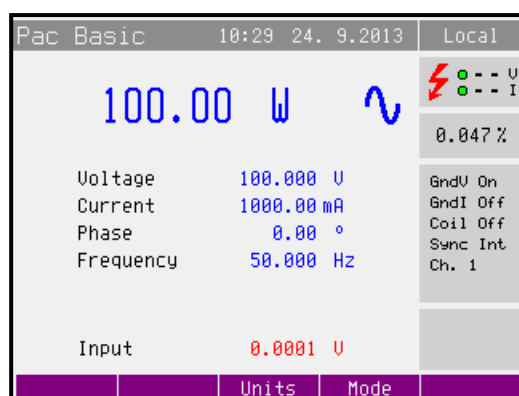 Pac Basic 10:29 24. 9.2013 Local
100.00 W
-- V
-- I
0.047 %
Voltage 100.000 V
Current 1000.00 mA
Phase 0.00 °
Frequency 50.000 Hz
GndV On
GndI Off
Coil Off
Sync Int
Ch. 1
Input 0.0001 V
Units Mode